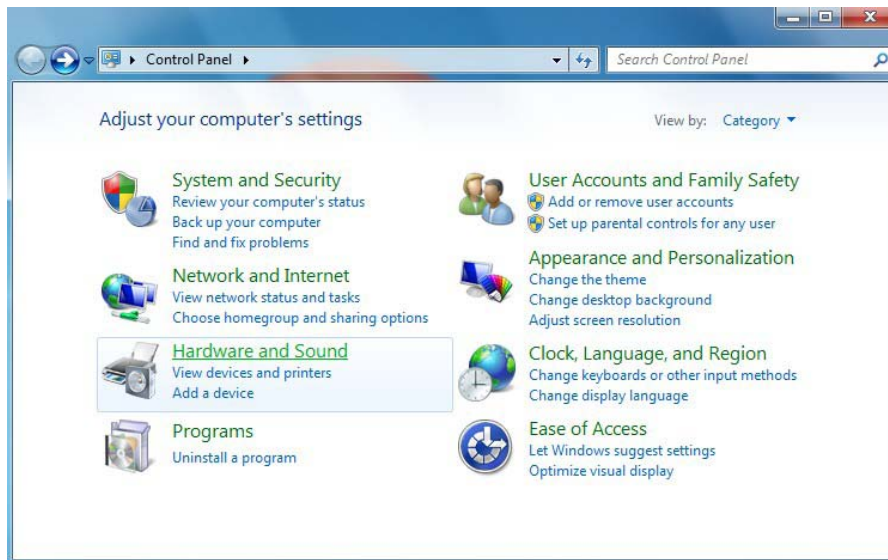 Control Panel
Search Control Panel
Adjust your computer's settings
View by: Category
System and Security
Review your computer's status
Back up your computer
Find and fix problems
Network and Internet
View network status and tasks
Choose homegroup and sharing options
Hardware and Sound
View devices and printers
Add a device
Programs
Uninstall a program
User Accounts and Family Safety
Add or remove user accounts
Set up parental controls for any user
Appearance and Personalization
Change the theme
Change desktop background
Adjust screen resolution
Clock, Language, and Region
Change keyboards or other input methods
Change display language
Ease of Access
Let Windows suggest settings
Optimize visual display